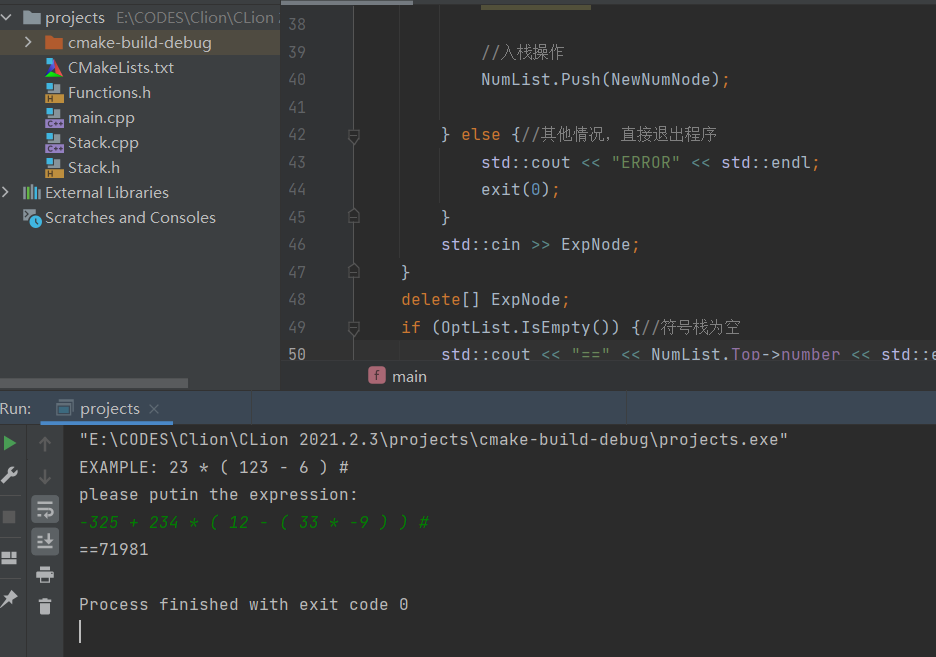 projects E:\CODES\Clion\CLion 2
cmake-build-debug
CMakeLists.txt
Functions.h
main.cpp
Stack.cpp
Stack.h
External Libraries
Scratches and Consoles
38
39 //入栈操作
40 NumList.Push(NewNumNode);
41
42 } else {//其他情况，直接退出程序
43 std::cout << "ERROR" << std::endl;
44 exit(0);
45 }
46 std::cin >> ExpNode;
47 }
48 delete[] ExpNode;
49 if (OptList.IsEmpty()) {//符号栈为空
50 std::cout << "==" << NumList.Top->number << std::e
f main
Run: projects
"E:\CODES\Clion\CLion 2021.2.3\projects\cmake-build-debug\projects.exe"
EXAMPLE: 23 * ( 123 - 6 ) #
please putin the expression:
-325 + 234 * ( 12 - ( 33 * -9 ) ) #
==71981
Process finished with exit code 0